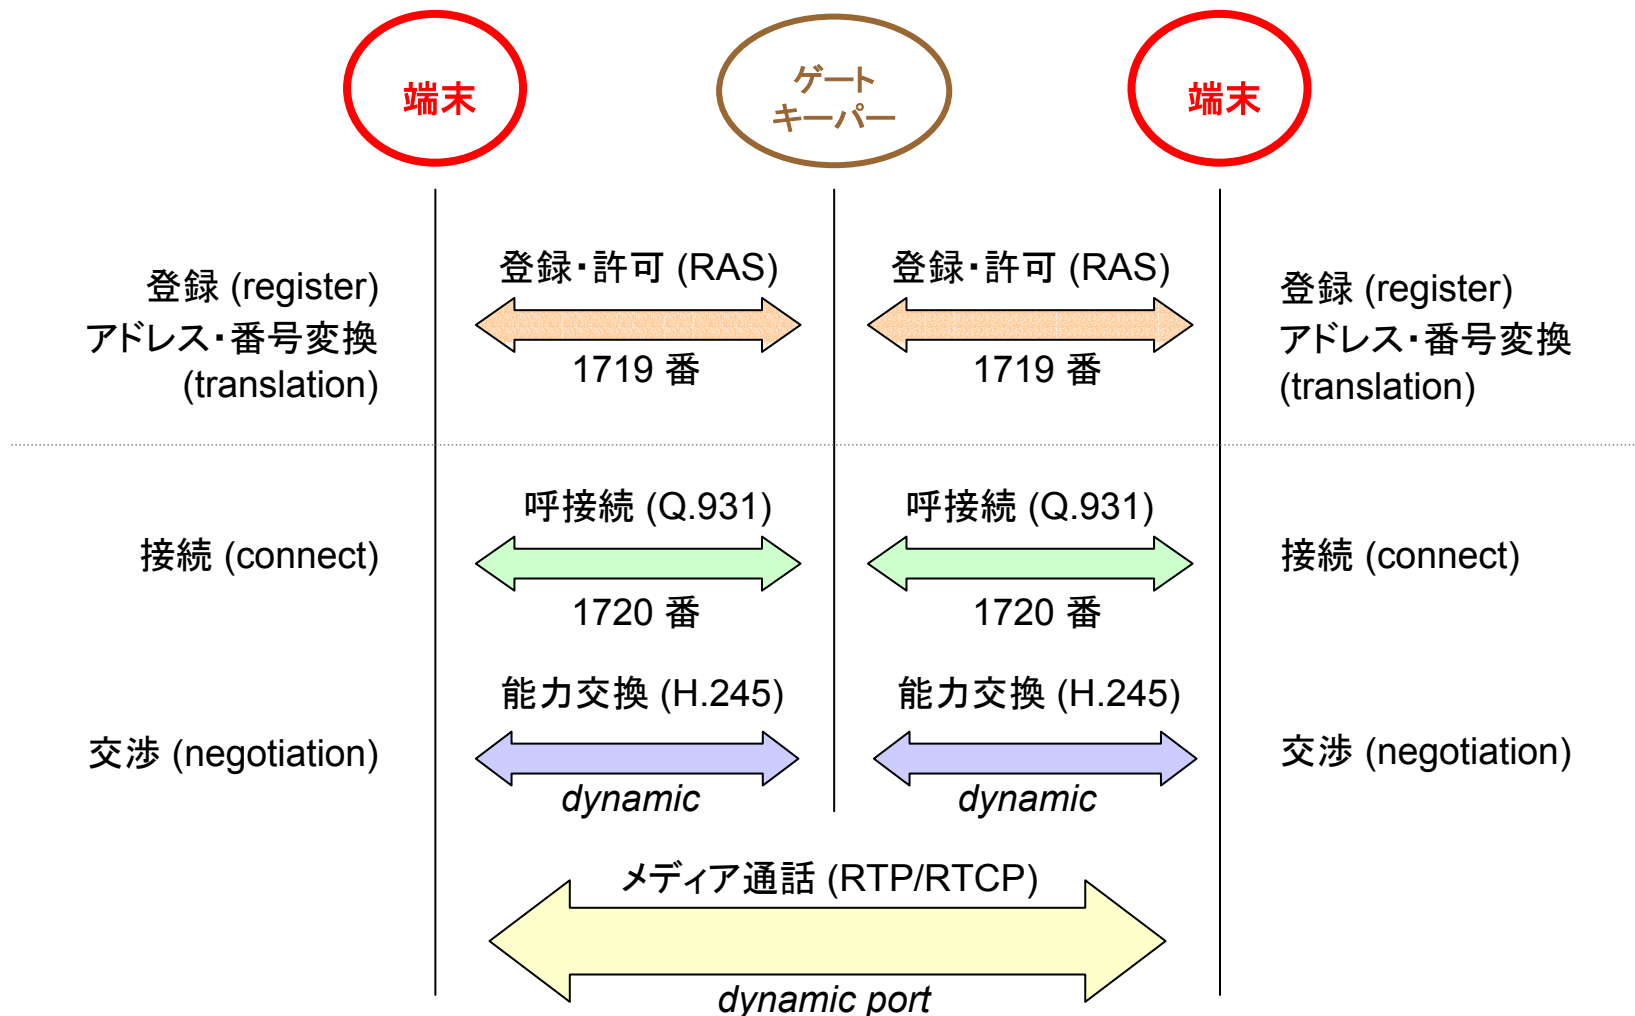 端末
ゲート
キーパー
端末
登録 (register)
アドレス・番号変換
(translation)
登録・許可 (RAS)
1719 番
登録・許可 (RAS)
1719 番
登録 (register)
アドレス・番号変換
(translation)
接続 (connect)
呼接続 (Q.931)
1720 番
呼接続 (Q.931)
1720 番
接続 (connect)
交渉 (negotiation)
能力交換 (H.245)
dynamic
能力交換 (H.245)
dynamic
交渉 (negotiation)
メディア通話 (RTP/RTCP)
dynamic port